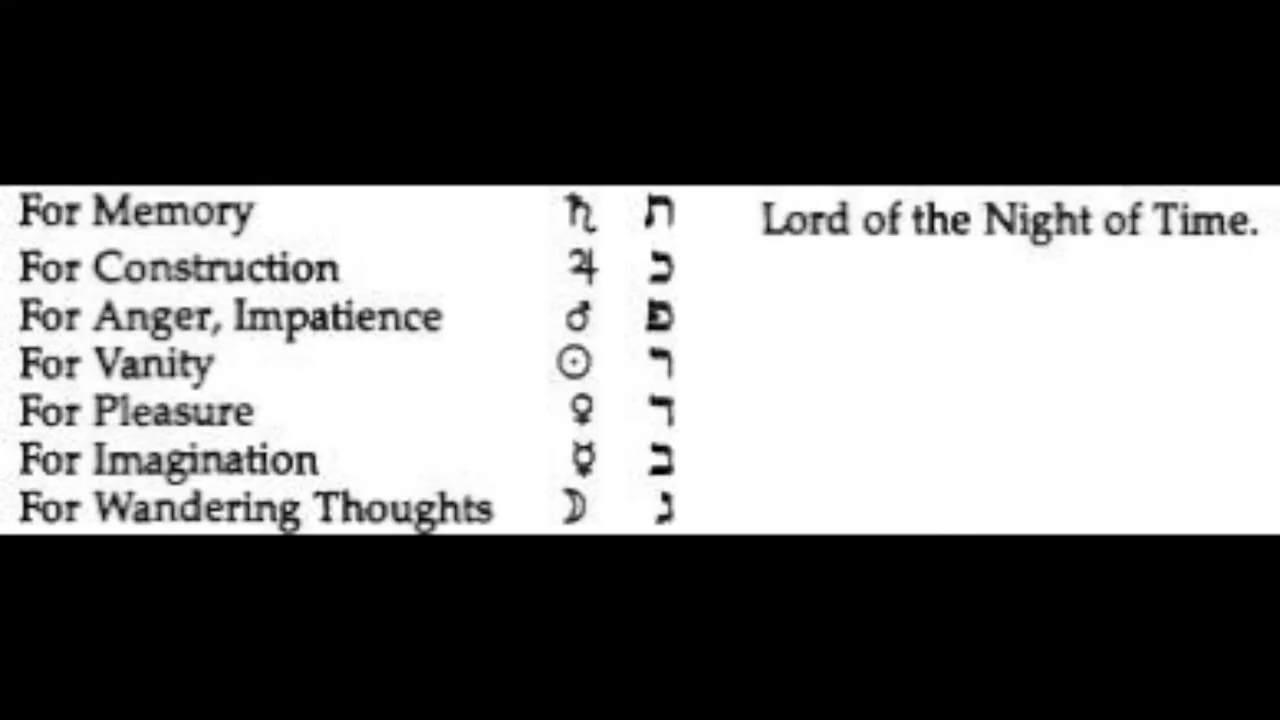 For Memory ♄ ת Lord of the Night of Time.
For Construction ♃ כ
For Anger, Impatience ♂ פ
For Vanity ☉ ר
For Pleasure ♀ ד
For Imagination ☿ ב
For Wandering Thoughts ☽ ג